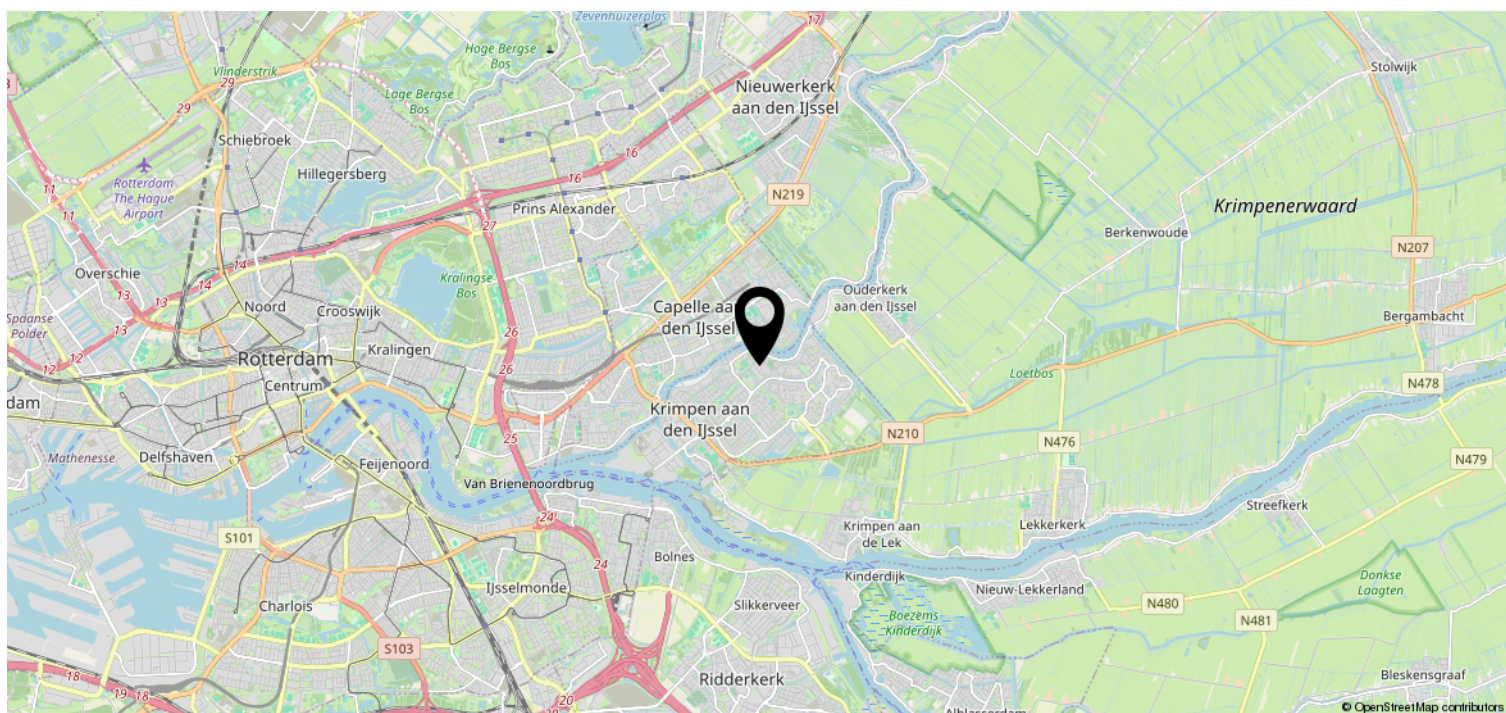 Zevenhuizerplas
17
Hoge Bergse
Bos
Vlinderstrik
29
Stolwijk
3
Lage Bergse
Bos
Nieuwerkerk
aan den IJssel
29
Schiebroek
16
Hillegersberg
16
11
Rotterdam
The Hague
Airport
N219
11
Prins Alexander
27
Krimpenerwaard
Berkenwoude
N207
14
14
Overschie
Kralingse
Bos
13
Noord
Crooswijk
Capelle aan
den IJssel
Ouderkerk
aan den IJssel
Bergambacht
Spaanse
Polder
13
26
12
12
Rotterdam
Kralingen
26
Loetbos
N478
Centrum
dam
Krimpen aan
den IJssel
N210
25
N476
Mathenesse
Delfshaven
Feijenoord
N479
Van Brienenoordbrug
Streefkerk
24
Krimpen aan
de Lek
Lekkerkerk
S101
Bolnes
24
Kinderdijk
IJsselmonde
Nieuw-Lekkerland
Donkse
Laagten
Charlois
Slikkerveer
N480
Boezems
Kinderdijk
N481
S103
18
19
18
Ridderkerk
Bleskensgraaf
20
20
Alblasserdam
© OpenStreetMap contributors